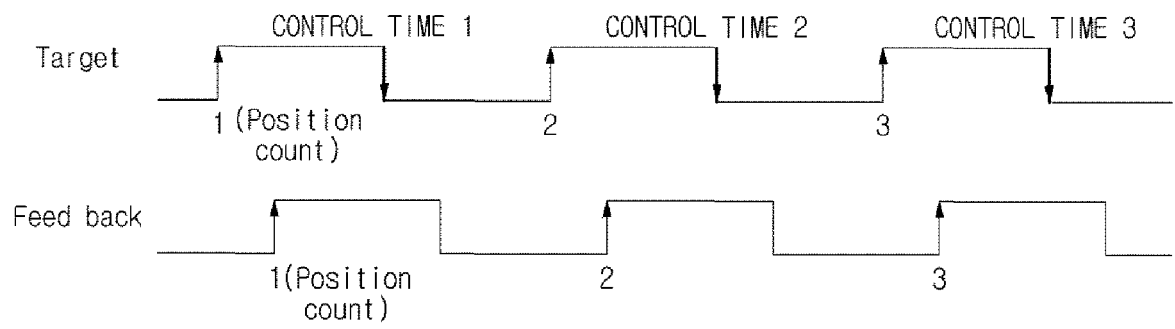 CONTROL TIME 1 CONTROL TIME 2 CONTROL TIME 3
Target
1 (Position
count)
2
3
Feed back
1(Position
count)
2
3